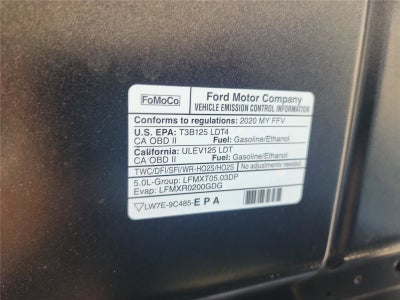 FoMoCo
Ford Motor Company
VEHICLE EMISSION CONTROL INFORMATION
Conforms to regulations: 2020 MY FFV
U.S. EPA: T3B125 LDT4
CA OBD II Fuel: Gasoline/Ethanol
California: ULEV125 LDT
CA OBD II Fuel: Gasoline/Ethanol
TWC/DFI/SFI/WR-HO2S/HO2S No adjustments needed.
5.0L-Group: LFMXT05.03DP
Evap: LFMXR0200GDG
LW7E-9C485-EPA